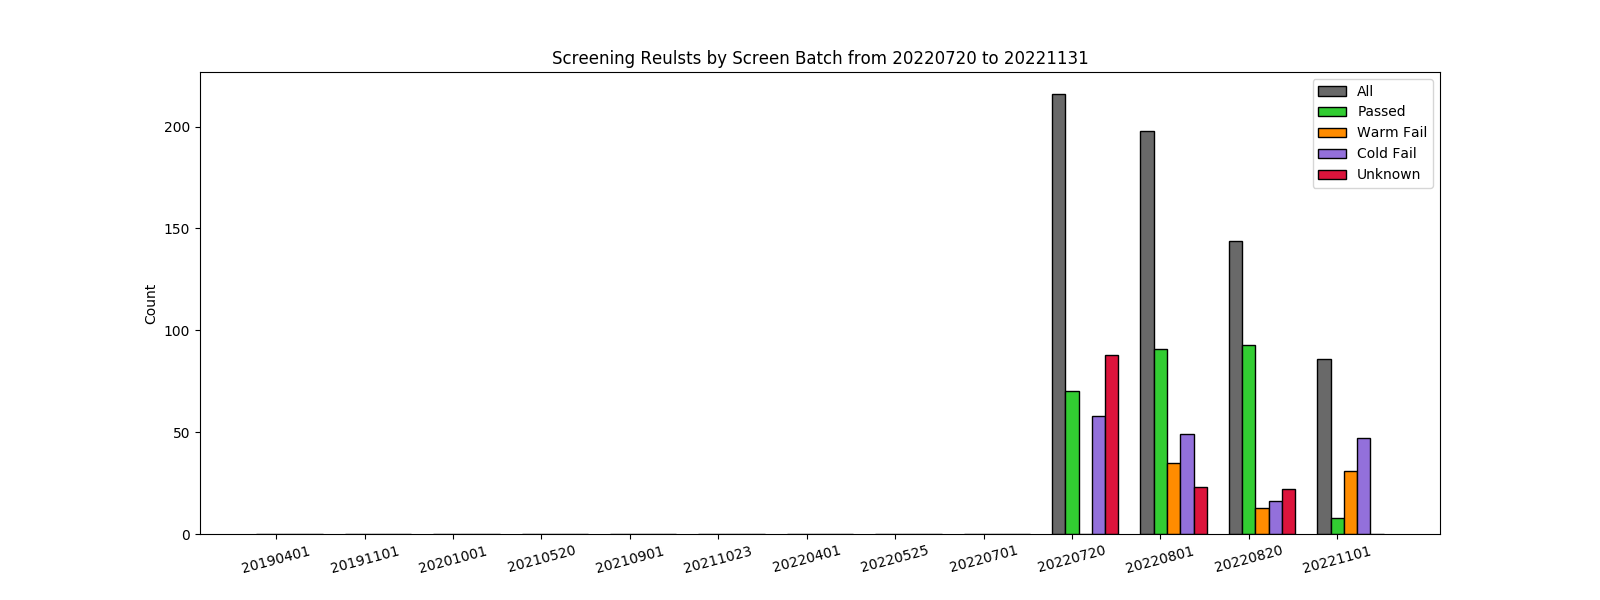 Screening Reulsts by Screen Batch from 20220720 to 20221131
All
Passed
Warm Fail
Cold Fail
Unknown
Count
200
150
100
50
0
20190401 20191101 20201001 20210520 20210901 20211023 20220401 20220525 20220701 20220720 20220801 20220820 20221101